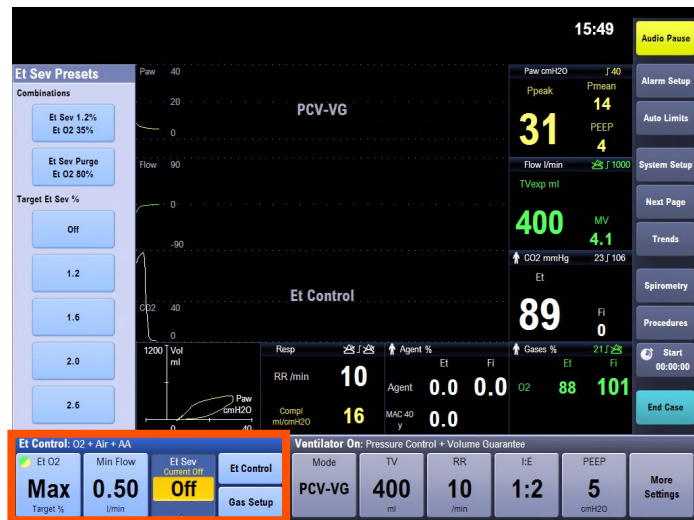 15:49
Audio Pause
Et Sev Presets
Combinations
Et Sev 1.2%
Et O2 35%
Et Sev Purge
Et O2 80%
Target Et Sev %
Off
1.2
1.6
2.0
2.6
Paw 40
20
0
PCV-VG
Flow 90
0
-90
CO2 40
0
Et Control
Paw cmH2O 40
Ppeak
31
Pmean
14
PEEP
4
Flow l/min 1000
TVexp ml
400
MV
4.1
CO2 mmHg 23 106
Et
89
Fi
0
Alarm Setup
Auto Limits
System Setup
Next Page
Trends
Spirometry
Procedures
Start
00:00:00
End Case
1200 Vol
ml
Paw
cmH2O
0 40
Resp
RR /min 10
Compl
ml/cmH2O 16
Agent %
Et Fi
Agent 0.0 0.0
MAC 40
y 0.0
Gases % 21
Et Fi
O2 88 101
Et Control: O2 + Air + AA
Et O2
Max
Target %
Min Flow
0.50
l/min
Et Sev
Current Off
Off
Et Control
Gas Setup
Ventilator On: Pressure Control + Volume Guarantee
Mode
PCV-VG
TV
400
ml
RR
10
/min
I:E
1:2
PEEP
5
cmH2O
More
Settings